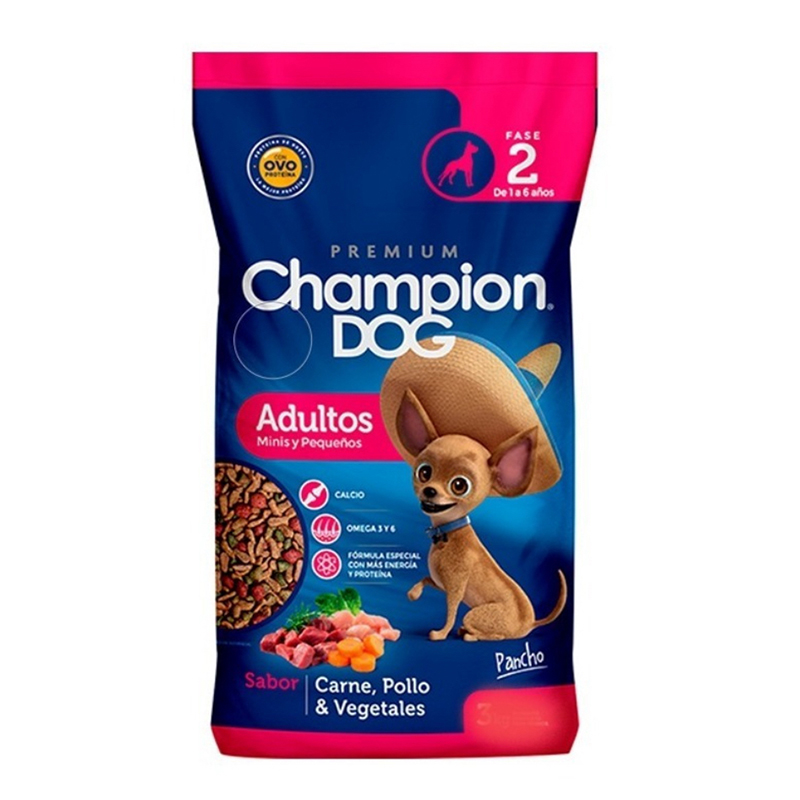 FASE
2
De 1 a 6 años
CON
OVO
PROTEÍNA
PREMIUM
Champion®
DOG
Adultos
Minis y Pequeños
CALCIO
OMEGA 3 Y 6
FÓRMULA ESPECIAL
CON MÁS ENERGÍA
Y PROTEÍNA
Pancho
Sabor
Carne, Pollo
& Vegetales
3kg